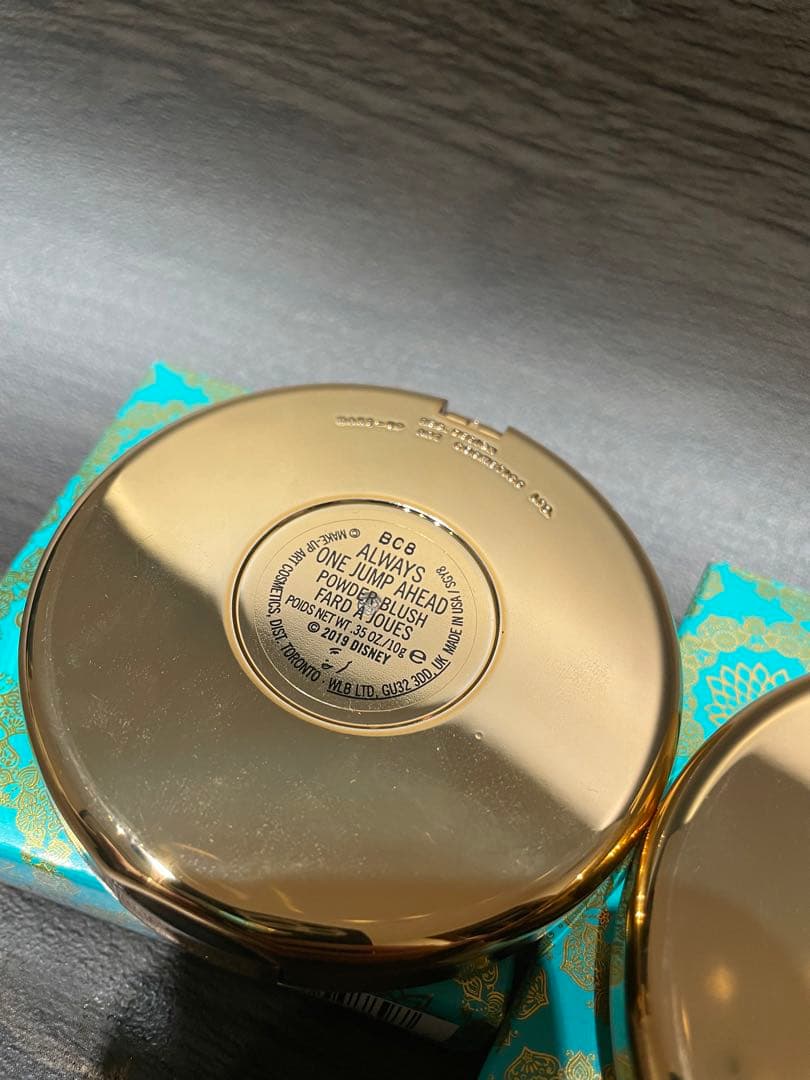 BC8
ALWAYS
ONE JUMP AHEAD
POWDER BLUSH
FARD À JOUES
POIDS NET WT .35 OZ./10g e
© 2019 DISNEY
© MAKE-UP ART COSMETICS, DIST. TORONTO · WLB LTD, GU32 3DD, UK MADE IN USA /